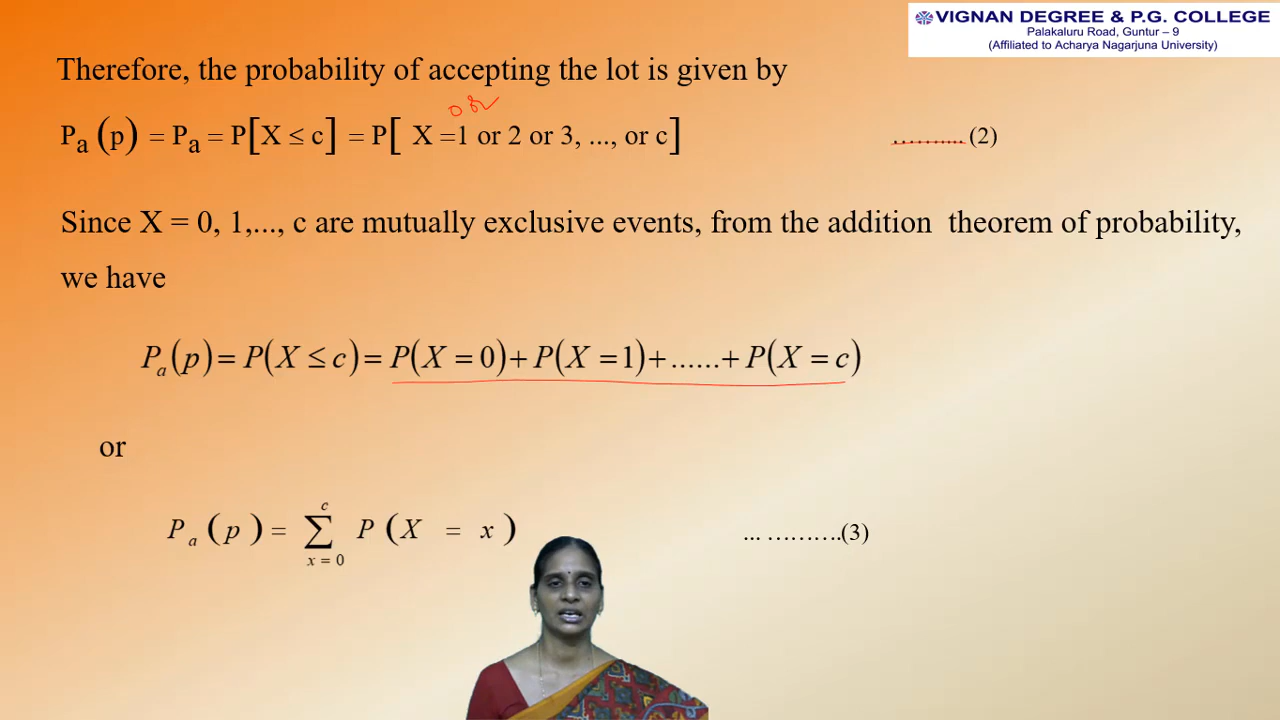 VIGNAN DEGREE & P.G. COLLEGE
Palakaluru Road, Guntur – 9
(Affiliated to Acharya Nagarjuna University)
Therefore, the probability of accepting the lot is given by
0 or
Pₐ (p) = Pₐ = P[X ≤ c] = P[ X =1 or 2 or 3, ..., or c] ..........(2)
Since X = 0, 1,..., c are mutually exclusive events, from the addition theorem of probability,
we have
Pₐ(p) = P(X ≤ c) = P(X = 0) + P(X = 1) + ...... + P(X = c)
or
Pₐ (p) = ∑ₓ₌₀ᶜ P (X = x) ... ……….(3)